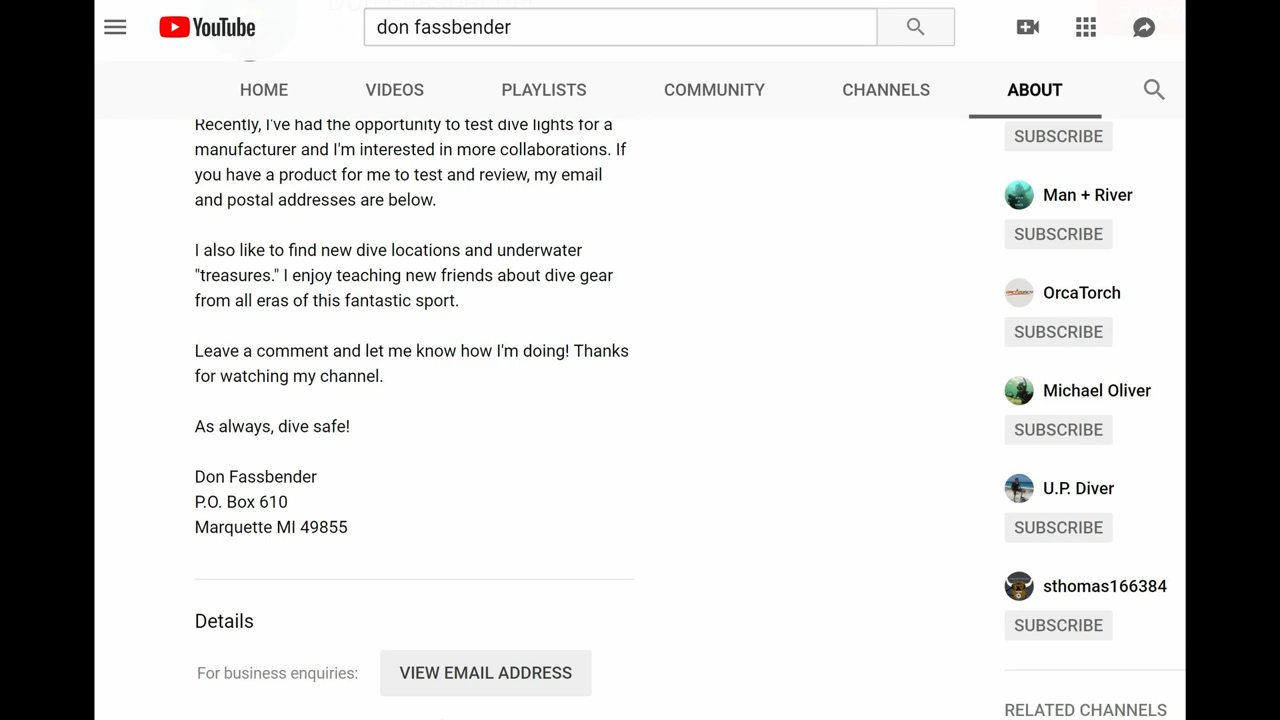 YouTube
don fassbender
HOME
VIDEOS
PLAYLISTS
COMMUNITY
CHANNELS
ABOUT
Recently, I've had the opportunity to test dive lights for a
manufacturer and I'm interested in more collaborations. If
you have a product for me to test and review, my email
and postal addresses are below.
I also like to find new dive locations and underwater
"treasures." I enjoy teaching new friends about dive gear
from all eras of this fantastic sport.
Leave a comment and let me know how I'm doing! Thanks
for watching my channel.
As always, dive safe!
Don Fassbender
P.O. Box 610
Marquette MI 49855
Details
For business enquiries:
VIEW EMAIL ADDRESS
SUBSCRIBE
Man + River
SUBSCRIBE
OrcaTorch
SUBSCRIBE
Michael Oliver
SUBSCRIBE
U.P. Diver
SUBSCRIBE
sthomas166384
SUBSCRIBE
RELATED CHANNELS